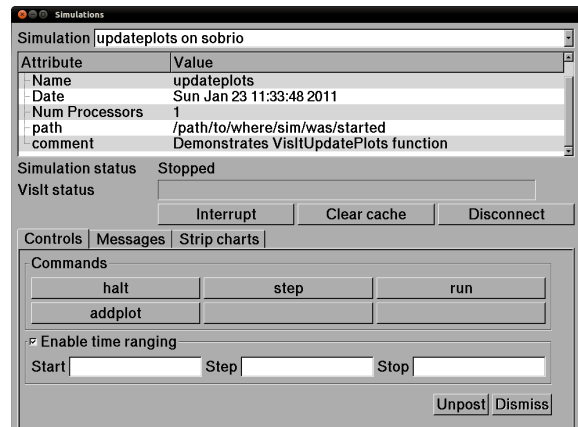 Simulations
Simulation updateplots on sobrio
Attribute Value
Name updateplots
Date Sun Jan 23 11:33:48 2011
Num Processors 1
path /path/to/where/sim/was/started
comment Demonstrates VisItUpdatePlots function
Simulation status Stopped
VisIt status
Interrupt Clear cache Disconnect
Controls Messages Strip charts
Commands
halt step run
addplot
Enable time ranging
Start Step Stop
Unpost Dismiss